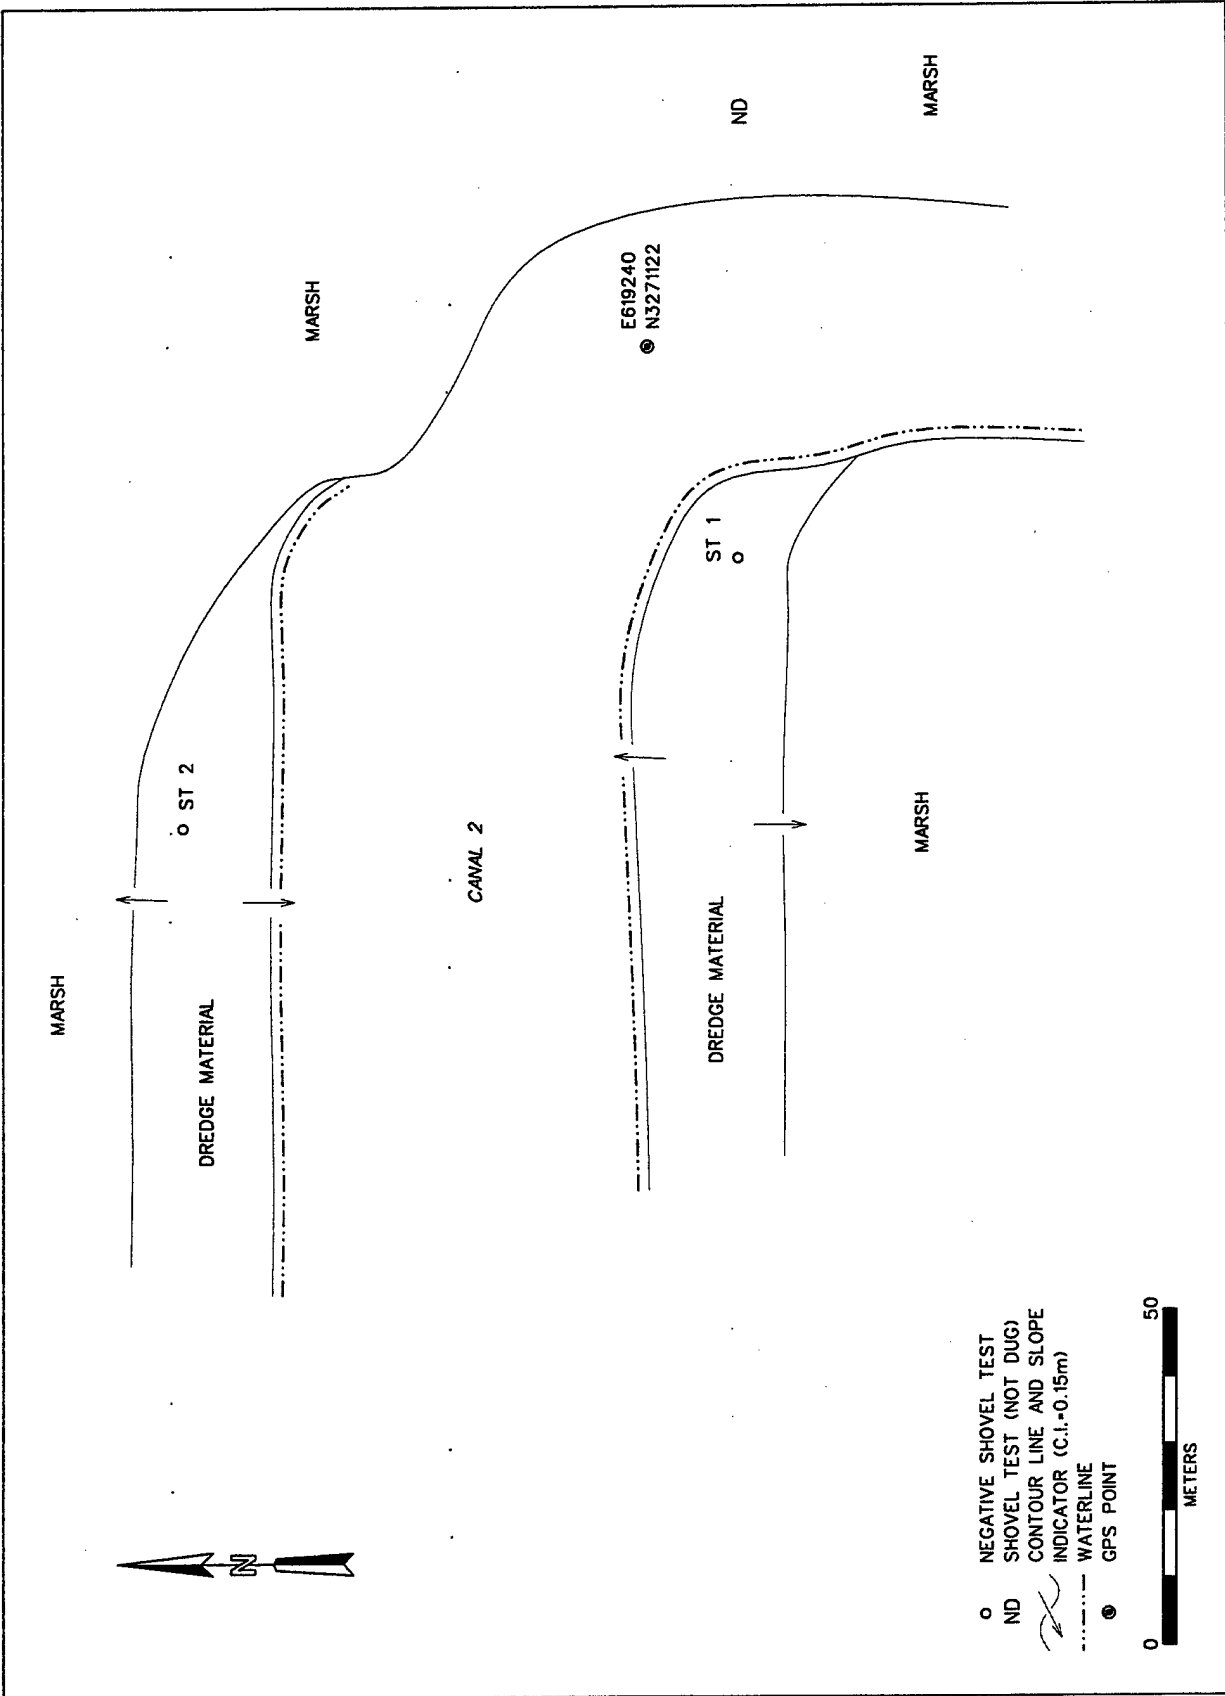 MARSH
DREDGE MATERIAL
ST 2
MARSH
CANAL 2
E619240
N3271122
ND
MARSH
ST 1
DREDGE MATERIAL
MARSH
N
NEGATIVE SHOVEL TEST
ND SHOVEL TEST (NOT DUG)
CONTOUR LINE AND SLOPE
INDICATOR (C.I.=0.15m)
WATERLINE
GPS POINT
0 50
METERS